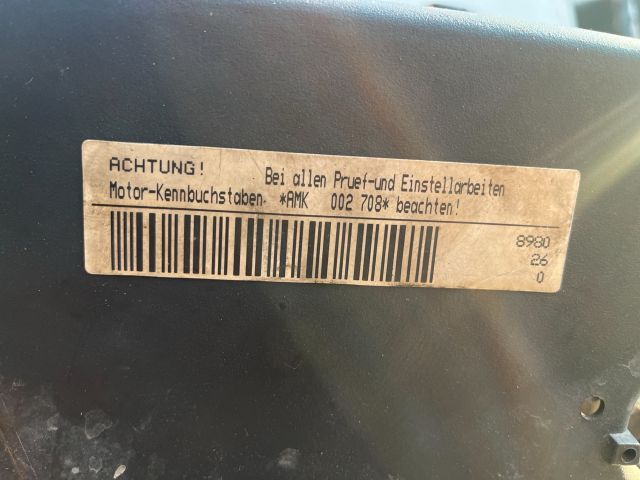 ACHTUNG! Bei allen Pruef-und Einstellarbeiten
Motor-Kennbuchstaben *AMK 002 708* beachten!
8980
26
0